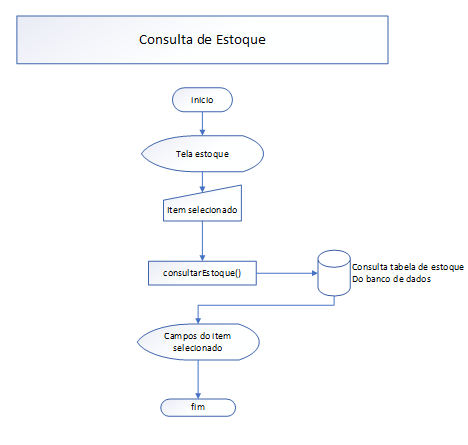 Consulta de Estoque
Inicio
Tela estoque
Item selecionado
consultarEstoque()
Consulta tabela de estoque
Do banco de dados
Campos do item
selecionado
fim